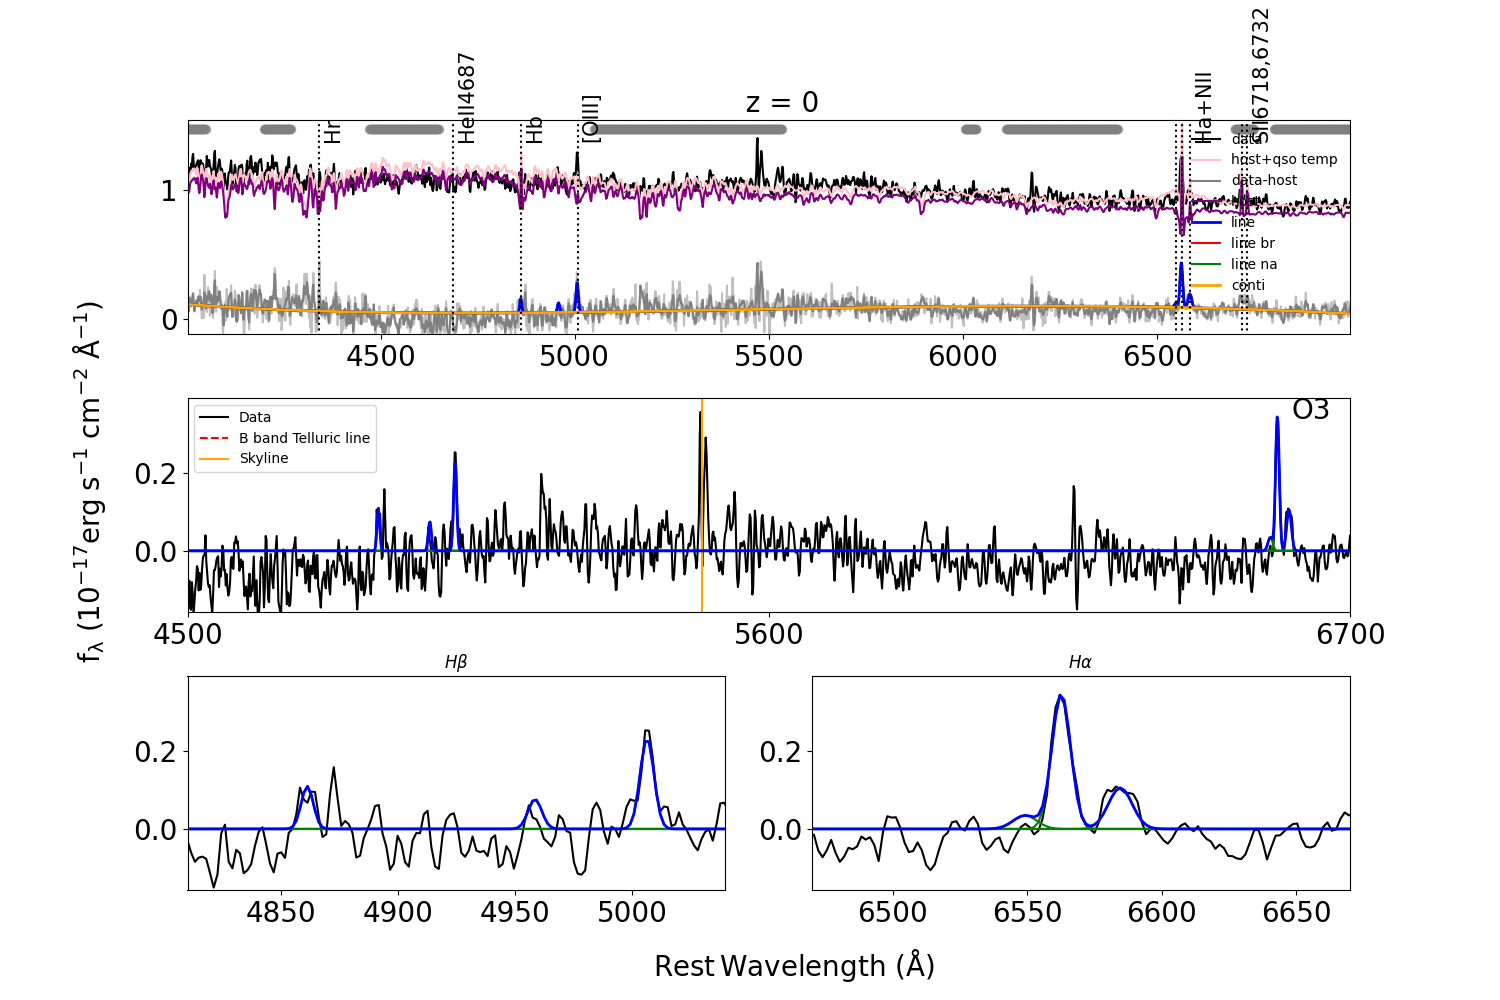 z = 0
Hr
HeII4687
Hb
[OIII]
Ha+NII
SII6718,6732
data
host+qso temp
data-host
line
line br
line na
conti
1
0
4500 5000 5500 6000 6500
Data
B band Telluric line
Skyline
O3
0.2
0.0
4500 5600 6700
f_λ (10^−17 erg s^−1 cm^−2 Å^−1)
Hβ
0.2
0.0
4850 4900 4950 5000
Hα
0.2
0.0
6500 6550 6600 6650
Rest Wavelength (Å)